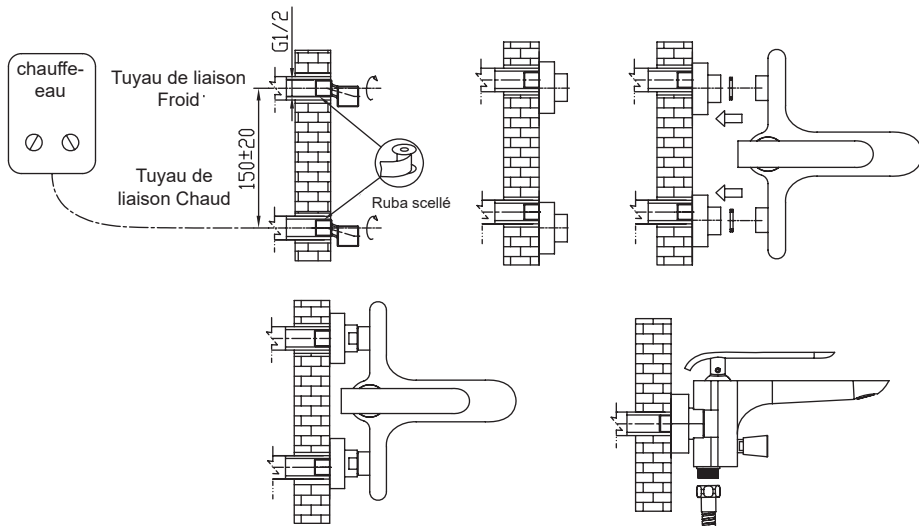 G1/2
chauffe-
eau
Tuyau de liaison
Froid
150±20
Tuyau de
liaison Chaud
Ruba scellé